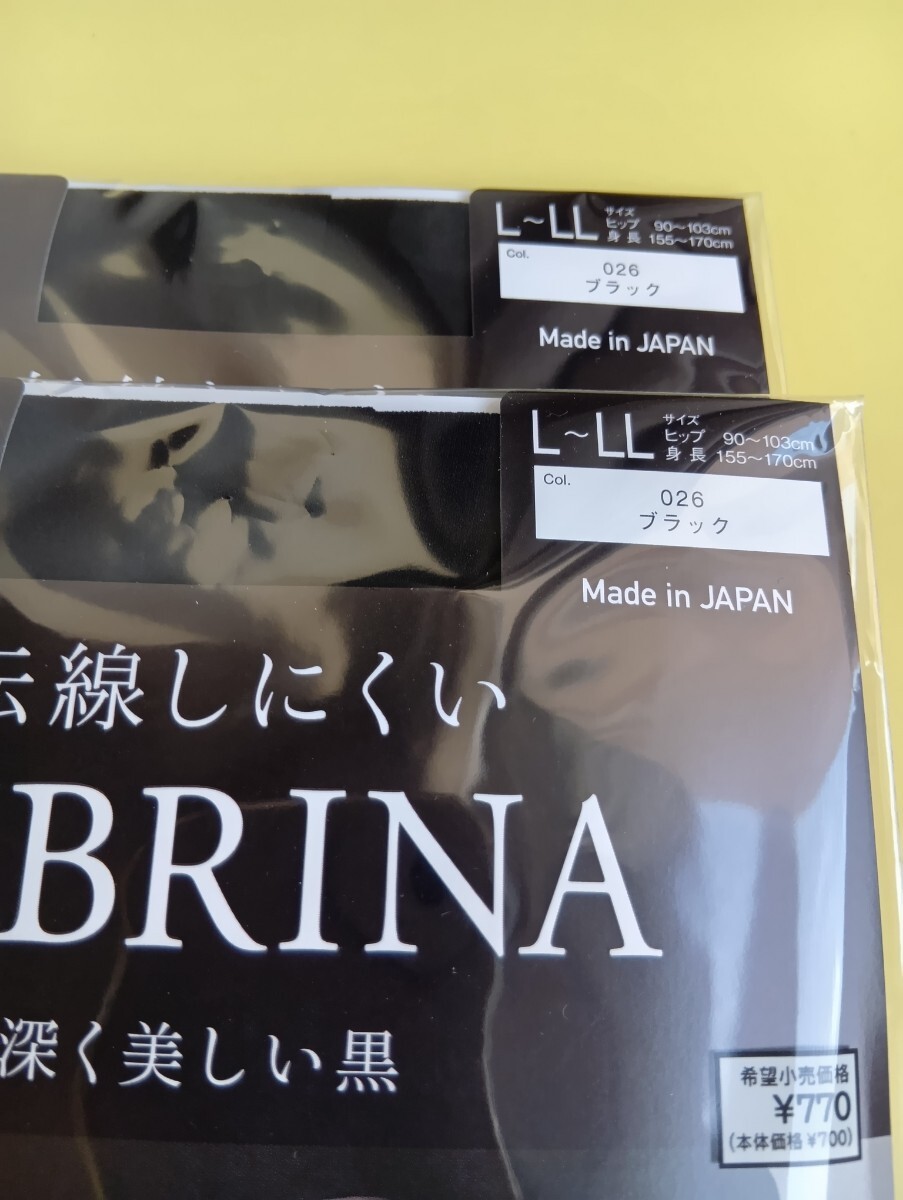 L~LL
サイズ
ヒップ 90~103cm
身長 155~170cm
Col.
026
ブラック
Made in JAPAN
L~LL
サイズ
ヒップ 90~103cm
身長 155~170cm
Col.
026
ブラック
Made in JAPAN
伝線しにくい
BRINA
深く美しい黒
希望小売価格
¥770
(本体価格 ¥700)